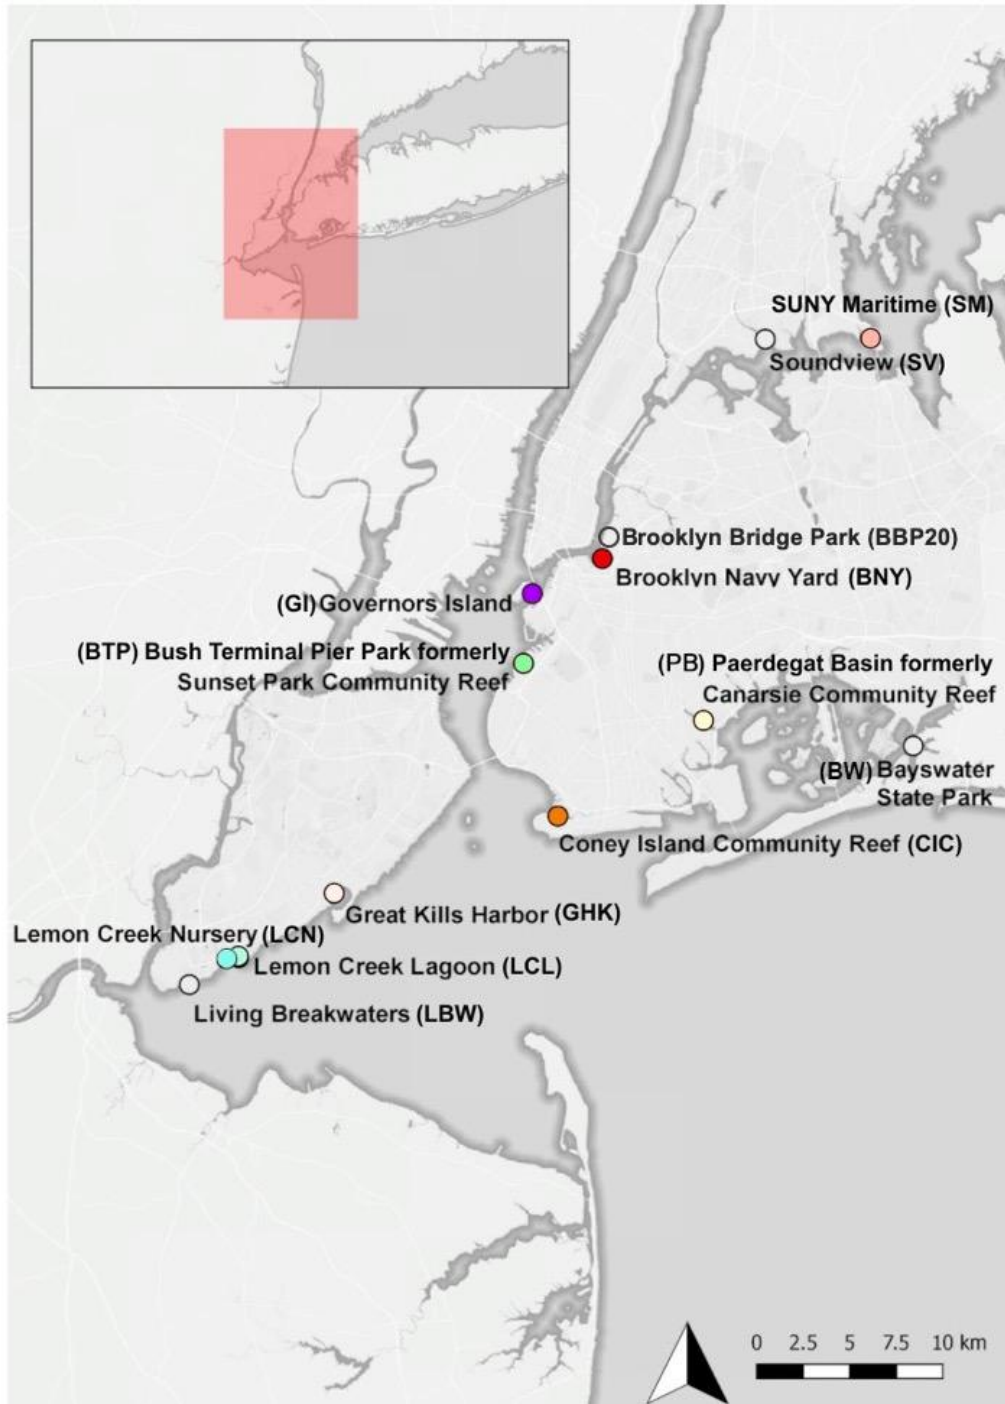 SUNY Maritime (SM)
Soundview (SV)
Brooklyn Bridge Park (BBP20)
Brooklyn Navy Yard (BNY)
(GI)Governors Island
(BTP) Bush Terminal Pier Park formerly
Sunset Park Community Reef
(PB) Paerdegat Basin formerly
Canarsie Community Reef
(BW) Bayswater
State Park
Coney Island Community Reef (CIC)
Great Kills Harbor (GHK)
Lemon Creek Nursery (LCN)
Lemon Creek Lagoon (LCL)
Living Breakwaters (LBW)
0 2.5 5 7.5 10 km